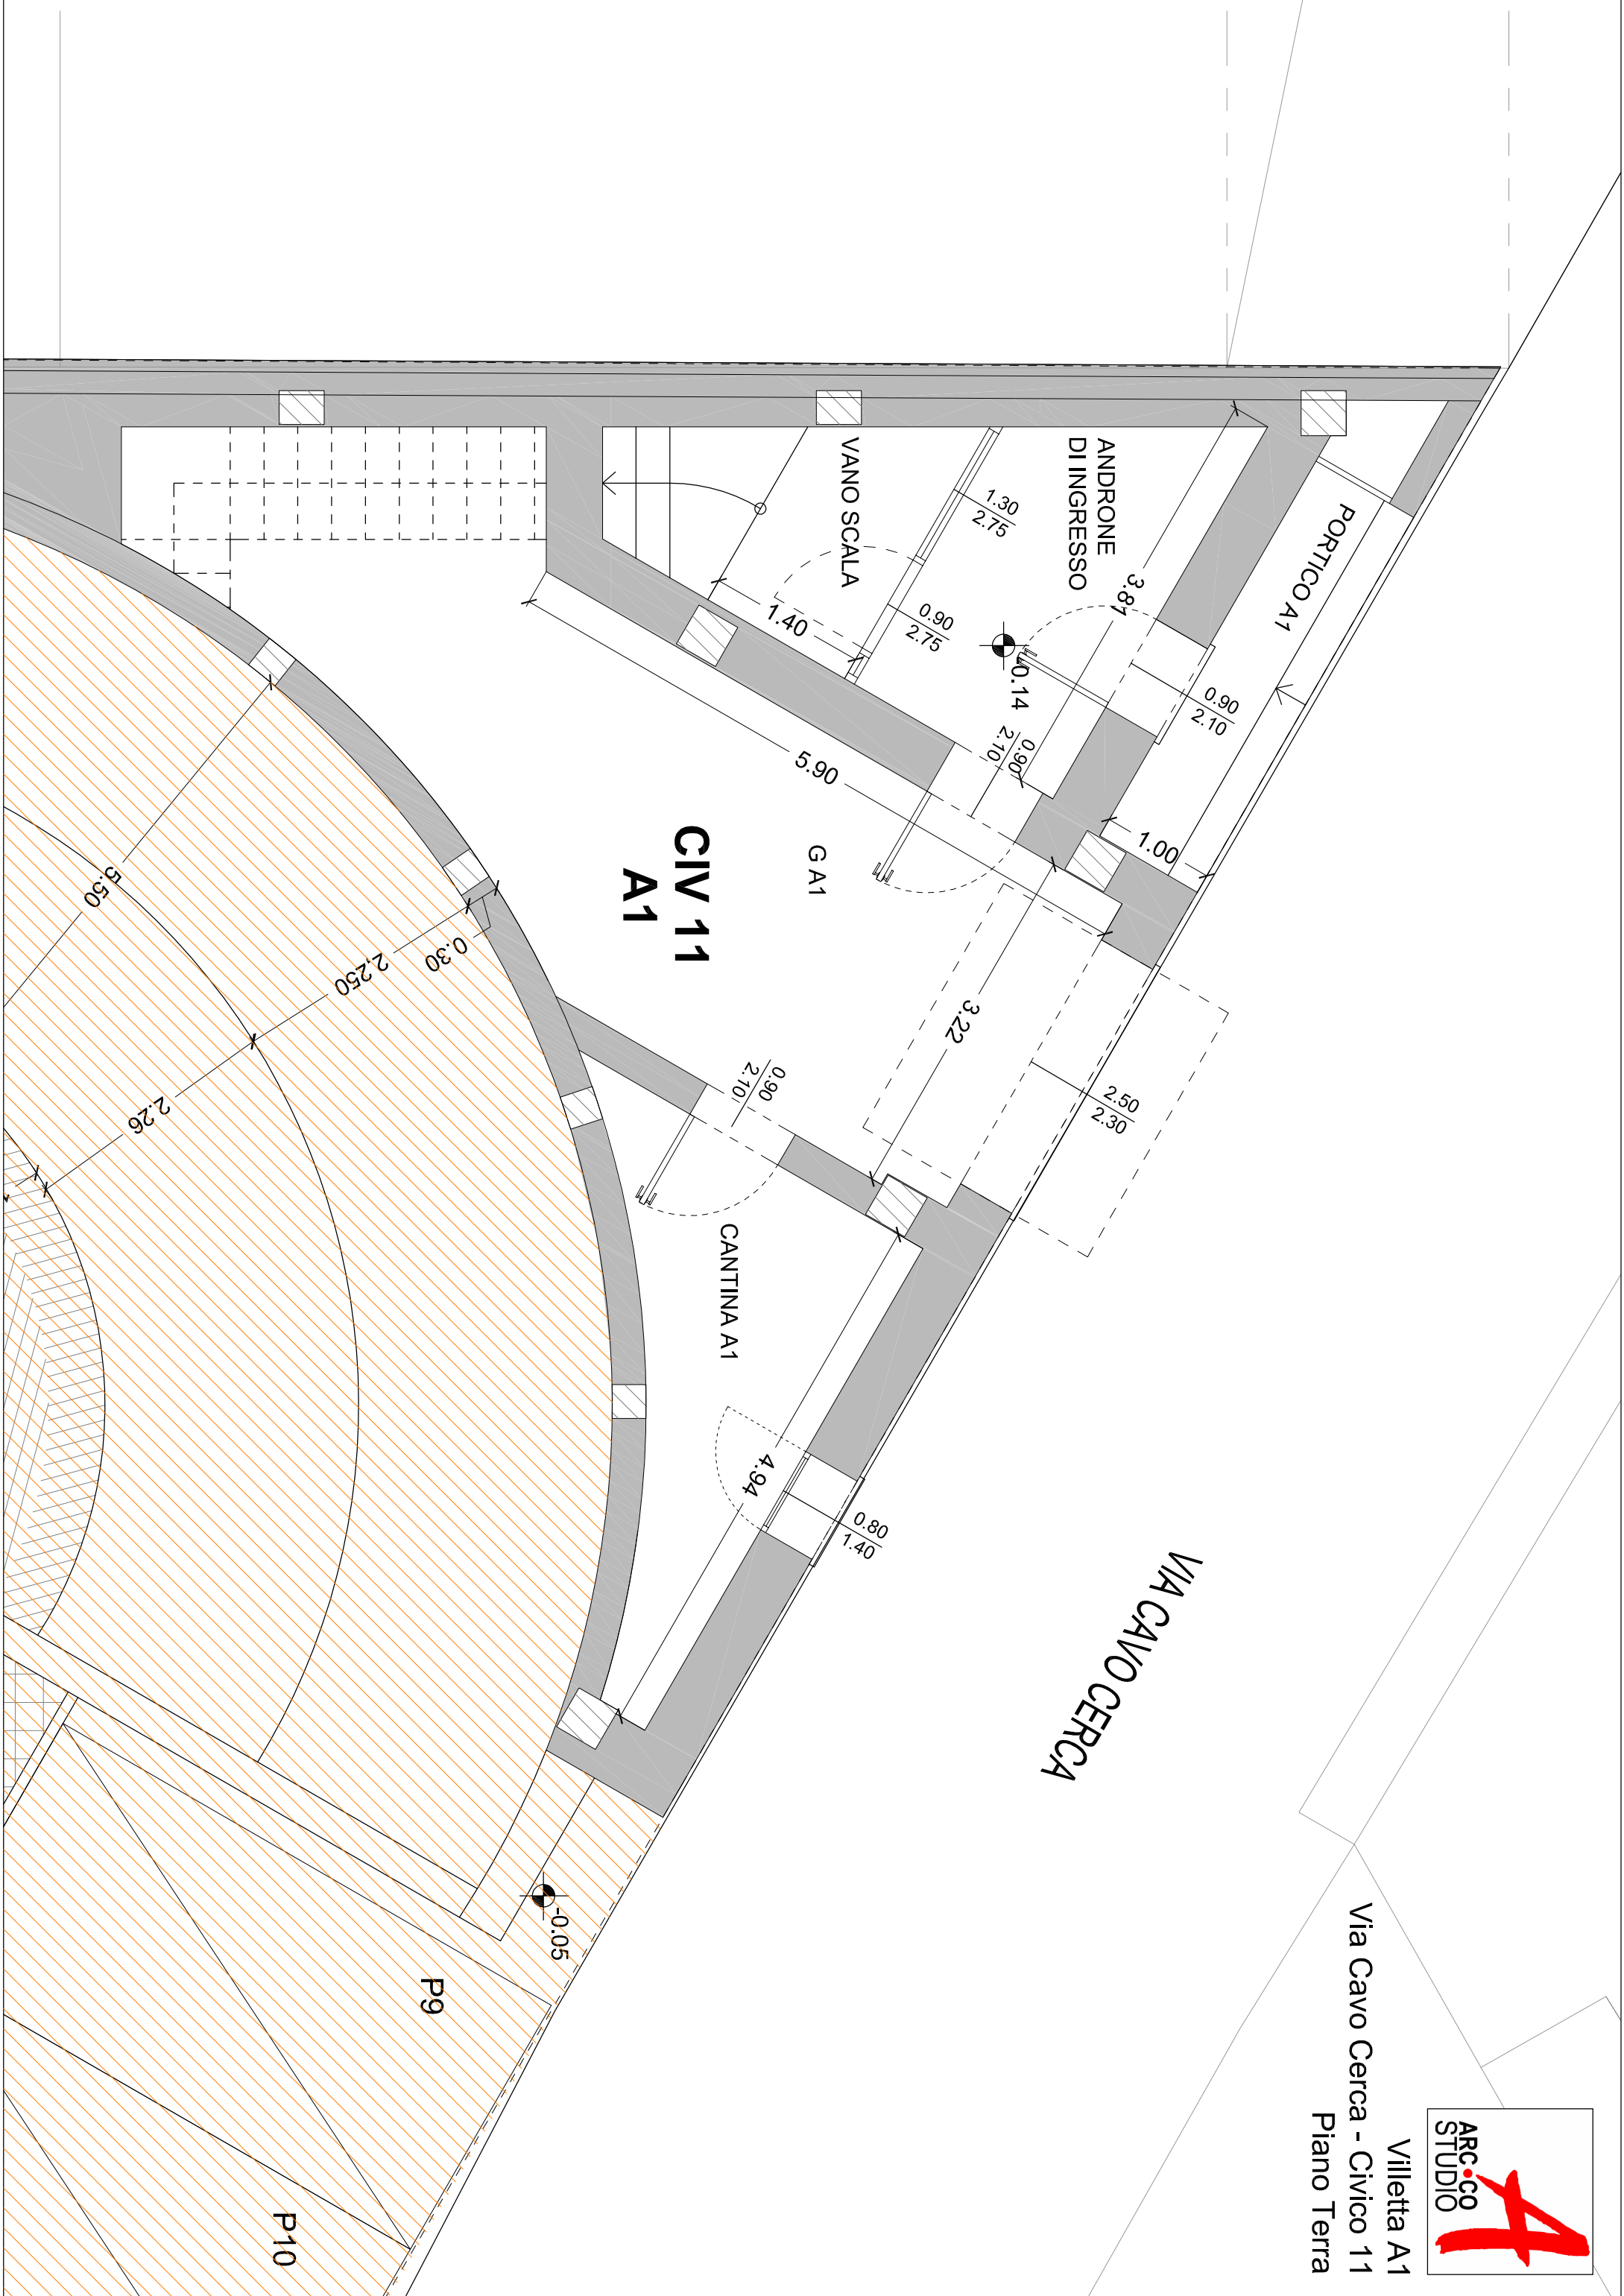 ARC•CO
STUDIO
Villetta A1
Via Cavo Cerca - Civico 11
Piano Terra
VIA CAVO CERCA
PORTICO A1
ANDRONE
DI INGRESSO
VANO SCALA
1.30
2.75
0.90
2.75
3.81
0.90
2.10
-0.14
0.90
2.10
1.40
5.90
1.00
G A1
CIV 11
A1
3.22
2.50
2.30
0.90
2.10
CANTINA A1
4.94
0.80
1.40
5.50
0.30
2,250
2.26
-0.05
P9
P10